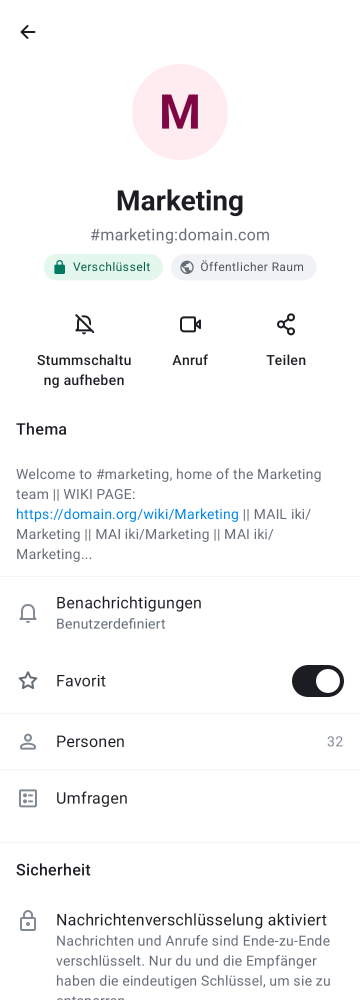 M
Marketing
#marketing:domain.com
Verschlüsselt
Öffentlicher Raum
Stummschaltu
ng aufheben
Anruf
Teilen
Thema
Welcome to #marketing, home of the Marketing
team || WIKI PAGE:
https://domain.org/wiki/Marketing || MAIL iki/
Marketing || MAI iki/Marketing || MAI iki/
Marketing...
Benachrichtigungen
Benutzerdefiniert
Favorit
Personen
32
Umfragen
Sicherheit
Nachrichtenverschlüsselung aktiviert
Nachrichten und Anrufe sind Ende-zu-Ende
verschlüsselt. Nur du und die Empfänger
haben die eindeutigen Schlüssel, um sie zu